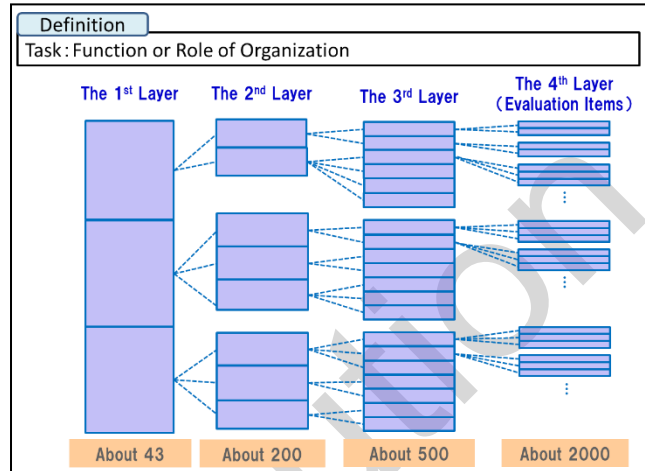 Definition
Task:Function or Role of Organization
The 1st Layer
The 2nd Layer
The 3rd Layer
The 4th Layer
(Evaluation Items)
⋮
⋮
⋮
About 43
About 200
About 500
About 2000
ution